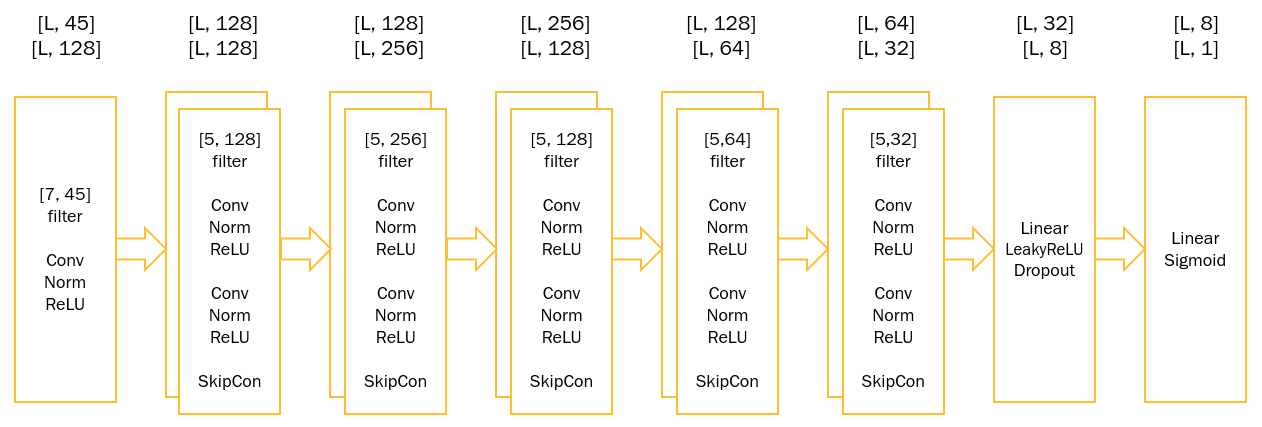 [L, 45]
[L, 128]
[L, 128]
[L, 128]
[L, 128]
[L, 256]
[L, 256]
[L, 128]
[L, 128]
[L, 64]
[L, 64]
[L, 32]
[L, 32]
[L, 8]
[L, 8]
[L, 1]
[7, 45]
filter
Conv
Norm
ReLU
[5, 128]
filter
Conv
Norm
ReLU
Conv
Norm
ReLU
SkipCon
[5, 256]
filter
Conv
Norm
ReLU
Conv
Norm
ReLU
SkipCon
[5, 128]
filter
Conv
Norm
ReLU
Conv
Norm
ReLU
SkipCon
[5,64]
filter
Conv
Norm
ReLU
Conv
Norm
ReLU
SkipCon
[5,32]
filter
Conv
Norm
ReLU
Conv
Norm
ReLU
SkipCon
Linear
LeakyReLU
Dropout
Linear
Sigmoid